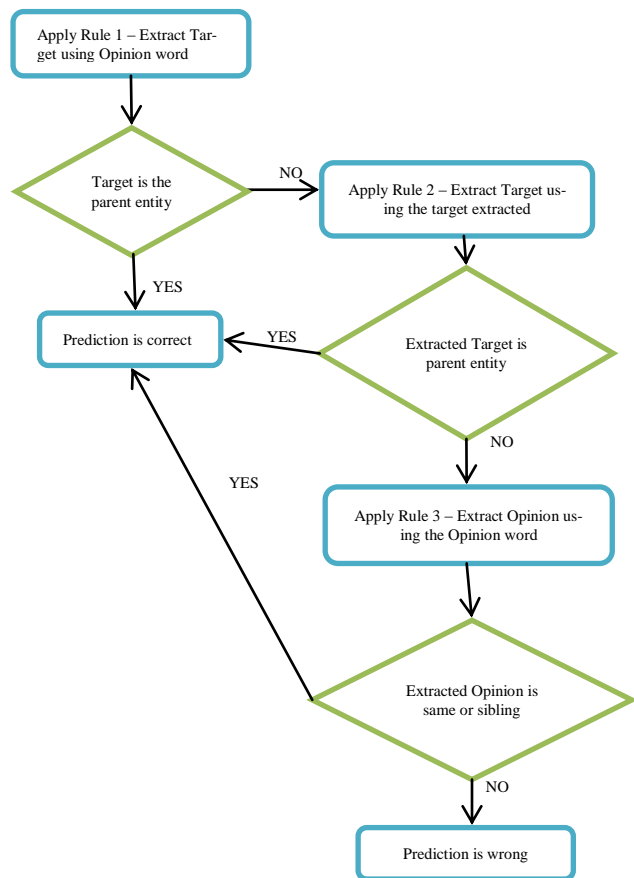 Apply Rule 1 – Extract Tar-
get using Opinion word
Target is the
parent entity
NO
Apply Rule 2 – Extract Target us-
ing the target extracted
YES
Prediction is correct
YES
Extracted Target is
parent entity
NO
YES
Apply Rule 3 – Extract Opinion us-
ing the Opinion word
Extracted Opinion is
same or sibling
NO
Prediction is wrong